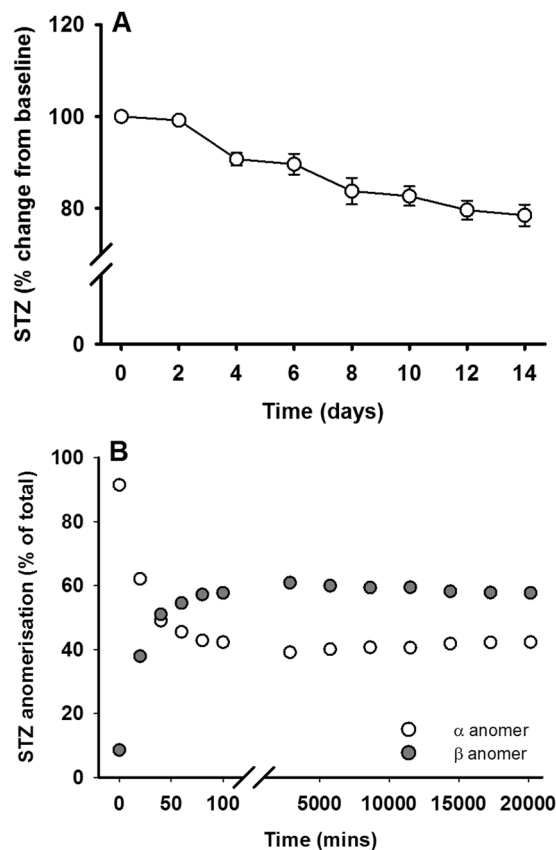 A
STZ (% change from baseline)
120
100
80
0
0 2 4 6 8 10 12 14
Time (days)
B
STZ anomerisation (% of total)
100
80
60
40
20
0
α anomer
β anomer
0 50 100 5000 10000 15000 20000
Time (mins)